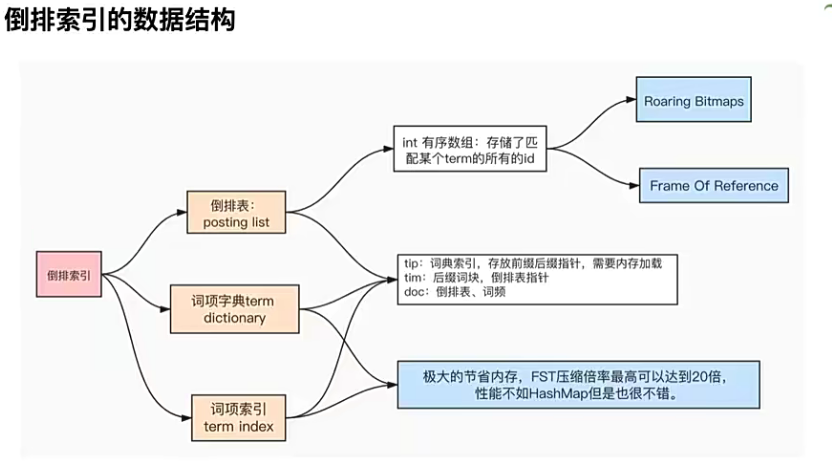 倒排索引的数据结构
Roaring Bitmaps
int 有序数组：存储了匹
配某个term的所有的id
Frame Of Reference
倒排表：
posting list
倒排索引
tip：词典索引，存放前缀后缀指针，需要内存加载
tim：后缀词块，倒排表指针
doc：倒排表、词频
词项字典term
dictionary
极大的节省内存，FST压缩倍率最高可以达到20倍，
性能不如HashMap但是也很不错。
词项索引
term index